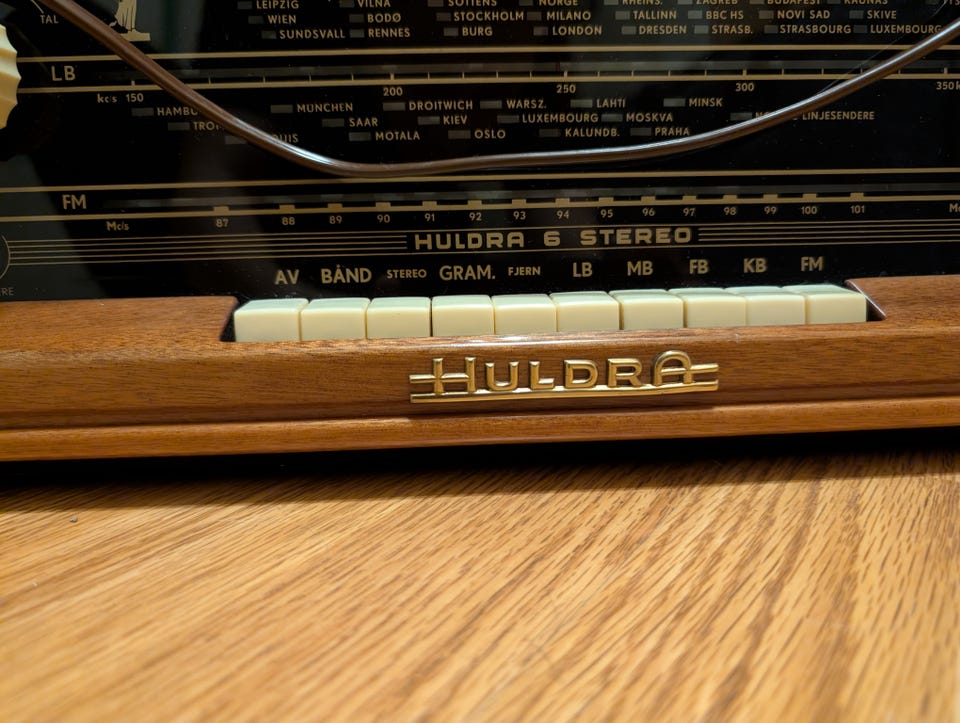 LEIPZIG VILNA SOTTENS NORGE RHEINS. ZAGREB BUDAPEST KAUNAS
TAL WIEN BODØ STOCKHOLM MILANO TALLINN BBC HS NOVI SAD SKIVE
SUNDSVALL RENNES BURG LONDON DRESDEN STRASB. STRASBOURG LUXEMBOURG
LB
kc/s 150 200 250 300 350
HAMBU MÜNCHEN DROITWICH WARSZ. LAHTI MINSK
SAAR KIEV LUXEMBOURG MOSKVA LINJESENDERE
MOTALA OSLO KALUNDB. PRAHA
FM
Mc/s 87 88 89 90 91 92 93 94 95 96 97 98 99 100 101
HULDRA 6 STEREO
AV BÅND STEREO GRAM. FJERN LB MB FB KB FM
HULDRA